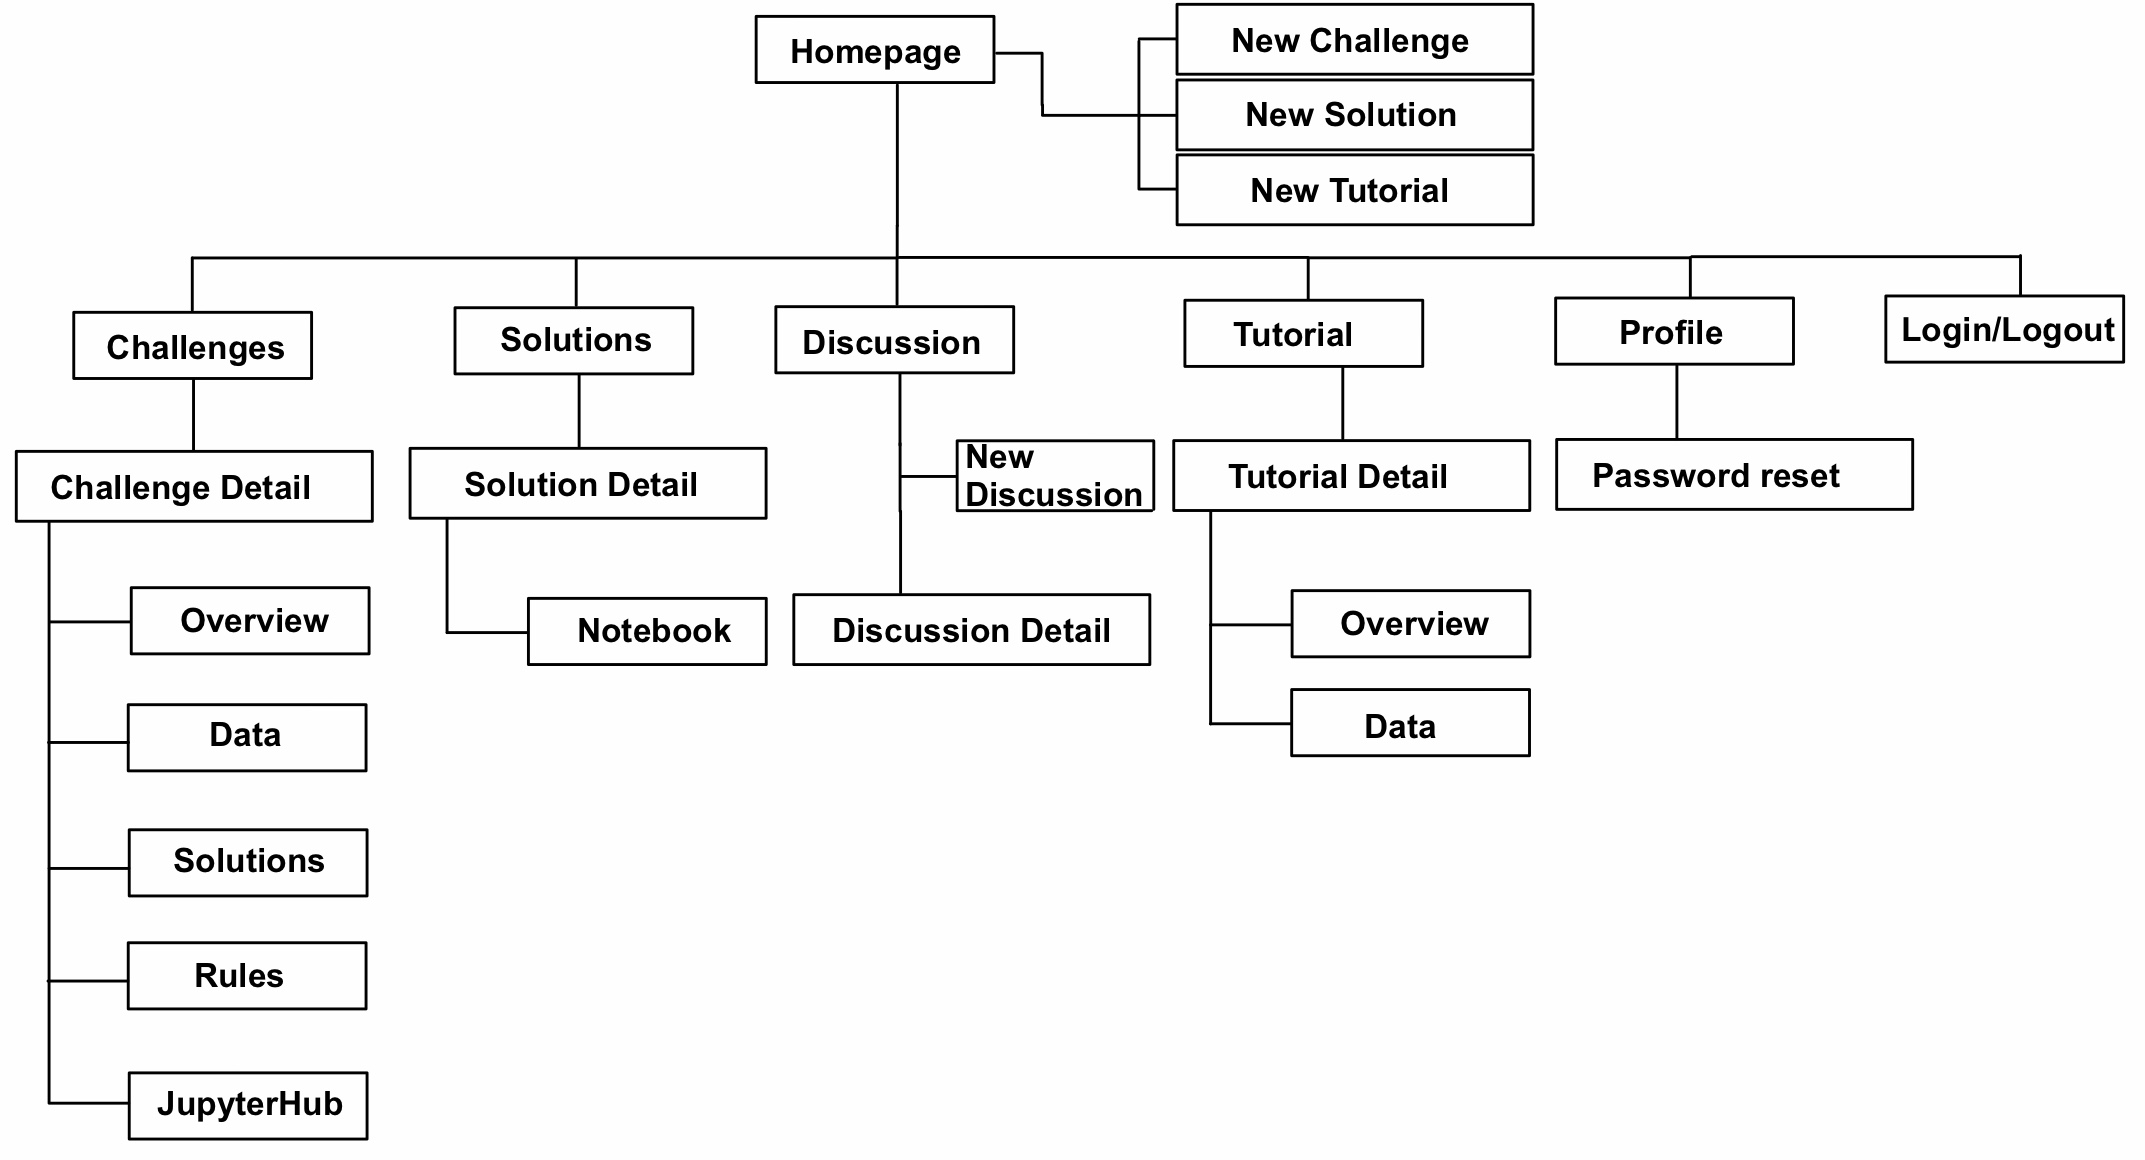 Homepage
New Challenge
New Solution
New Tutorial
Challenges
Solutions
Discussion
Tutorial
Profile
Login/Logout
Challenge Detail
Solution Detail
New
Discussion
Tutorial Detail
Password reset
Overview
Notebook
Discussion Detail
Overview
Data
Data
Solutions
Rules
JupyterHub